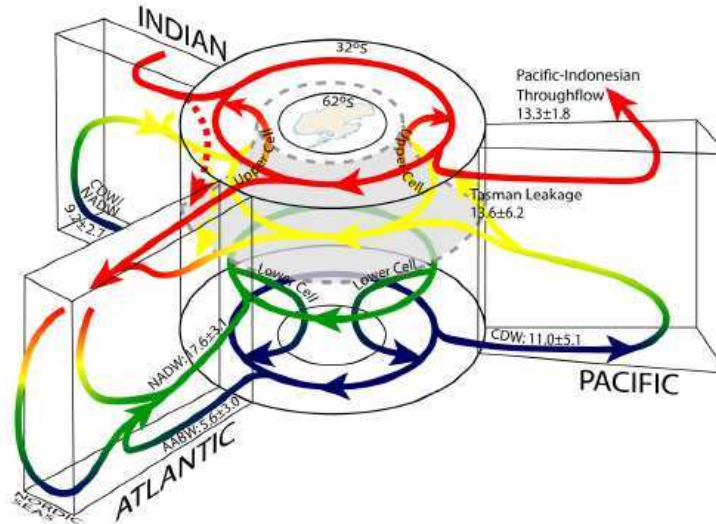 INDIAN
32°S
62°S
Pacific-Indonesian
Throughflow
13.3±1.8
Upper Cell
Upper Cell
Tasman Leakage
13.6±6.2
CDW/
NADW
9.2±2.7
Lower Cell
Lower Cell
NADW: 17.6±3.1
CDW: 11.0±5.1
PACIFIC
AABW: 5.6±3.0
ATLANTIC
NORDIC
SEAS